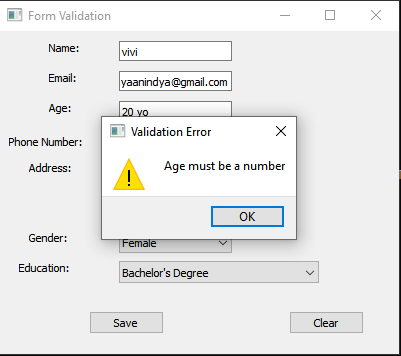 Form Validation
Name:
vivi
Email:
yaanindya@gmail.com
Age:
20 yo
Validation Error
Phone Number:
Address:
Age must be a number
OK
Gender:
Female
Education:
Bachelor's Degree
Save
Clear